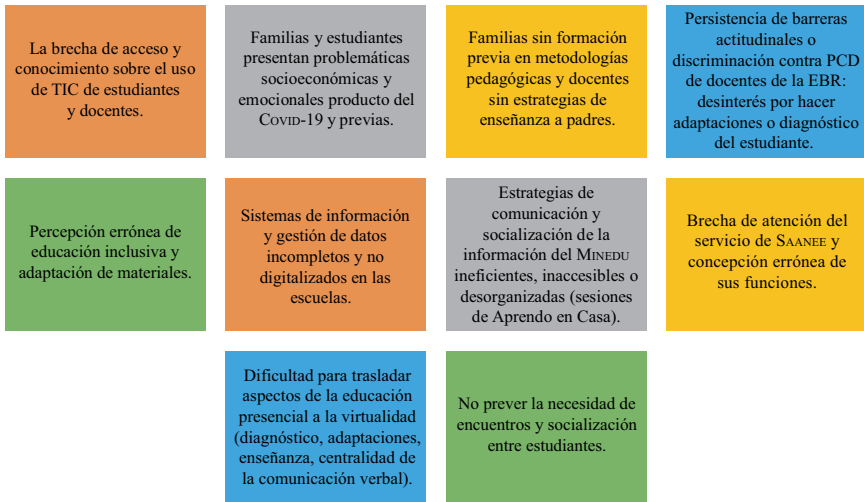 La brecha de acceso y
conocimiento sobre el uso
de TIC de estudiantes
y docentes.
Familias y estudiantes
presentan problemáticas
socioeconómicas y
emocionales producto del
COVID-19 y previas.
Familias sin formación
previa en metodologías
pedagógicas y docentes
sin estrategias de
enseñanza a padres.
Persistencia de barreras
actitudinales o
discriminación contra PCD
de docentes de la EBR:
desinterés por hacer
adaptaciones o diagnóstico
del estudiante.
Percepción errónea de
educación inclusiva y
adaptación de materiales.
Sistemas de información
y gestión de datos
incompletos y no
digitalizados en las
escuelas.
Estrategias de
comunicación y
socialización de la
información del MINEDU
ineficientes, inaccesibles o
desorganizadas (sesiones
de Aprendo en Casa).
Brecha de atención del
servicio de SAANEE y
concepción errónea de
sus funciones.
Dificultad para trasladar
aspectos de la educación
presencial a la virtualidad
(diagnóstico, adaptaciones,
enseñanza, centralidad de
la comunicación verbal).
No prever la necesidad de
encuentros y socialización
entre estudiantes.